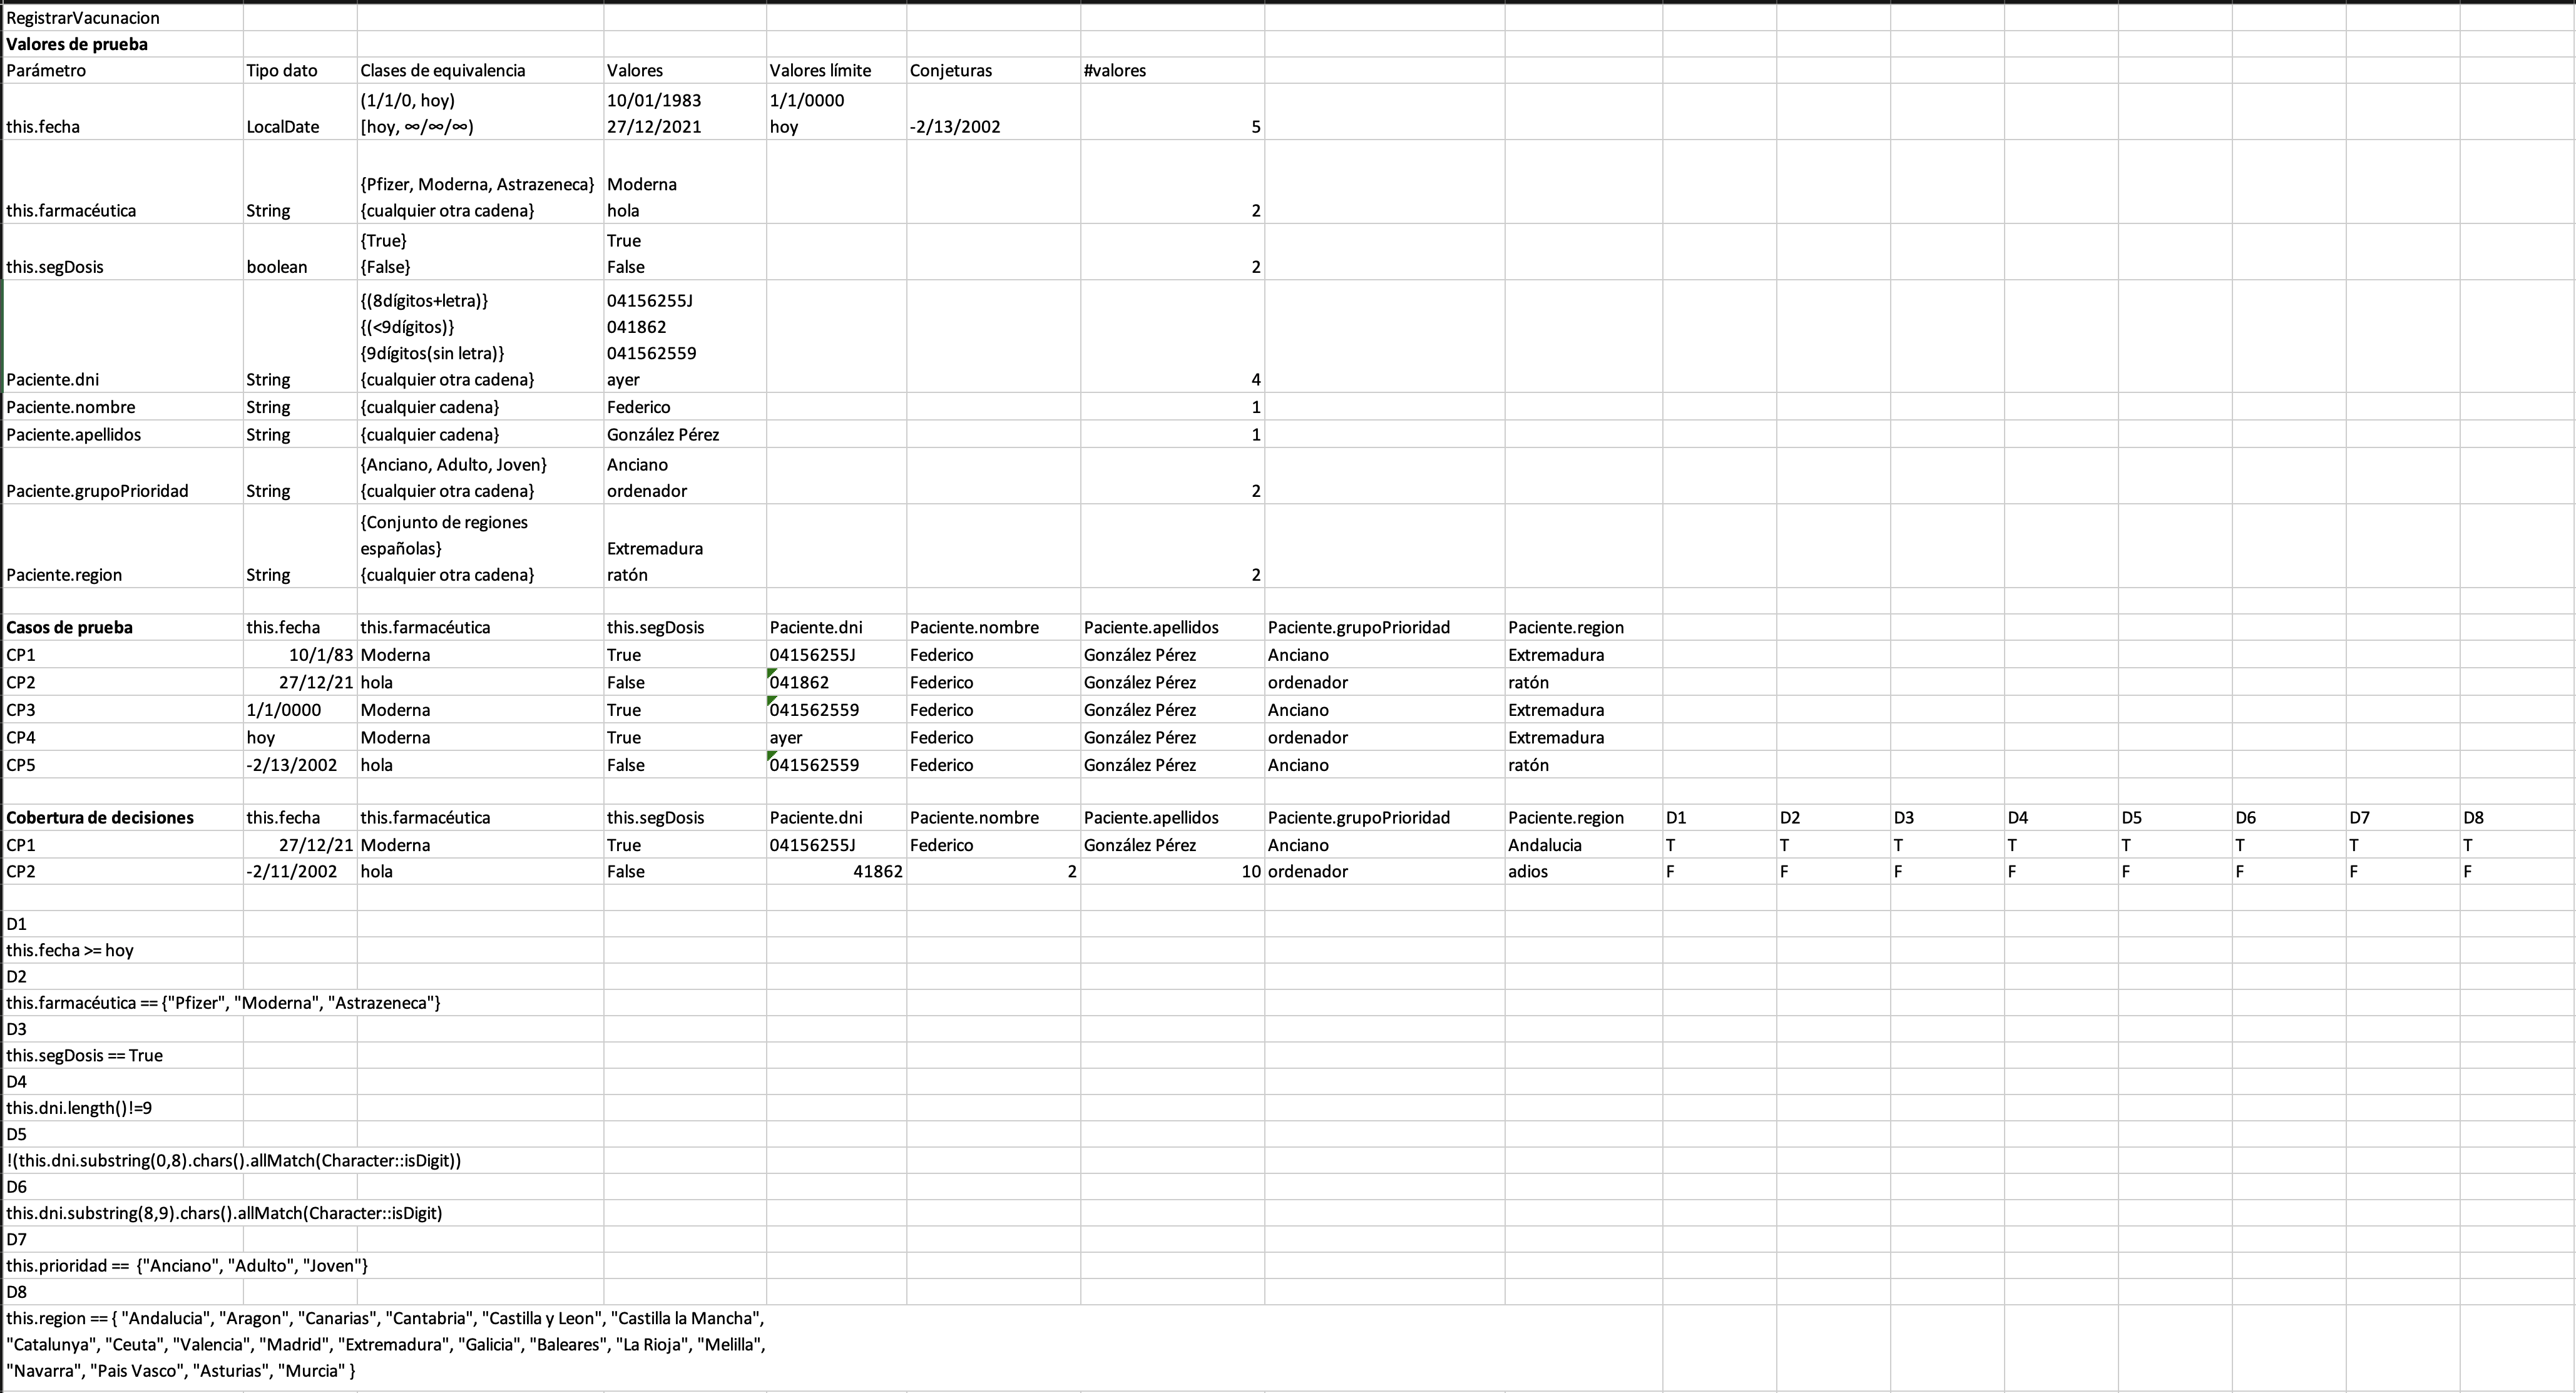 RegistrarVacunacion
Valores de prueba
Parámetro Tipo dato Clases de equivalencia Valores Valores límite Conjeturas #valores
(1/1/0, hoy) 10/01/1983 1/1/0000
this.fecha LocalDate [hoy, ∞/∞/∞) 27/12/2021 hoy -2/13/2002 5
{Pfizer, Moderna, Astrazeneca} Moderna
this.farmacéutica String {cualquier otra cadena} hola 2
{True} True
this.segDosis boolean {False} False 2
{(8dígitos+letra)} 04156255J
{(<9dígitos)} 041862
{9dígitos(sin letra)} 041562559
Paciente.dni String {cualquier otra cadena} ayer 4
Paciente.nombre String {cualquier cadena} Federico 1
Paciente.apellidos String {cualquier cadena} González Pérez 1
{Anciano, Adulto, Joven} Anciano
Paciente.grupoPrioridad String {cualquier otra cadena} ordenador 2
{Conjunto de regiones
españolas} Extremadura
Paciente.region String {cualquier otra cadena} ratón 2
Casos de prueba this.fecha this.farmacéutica this.segDosis Paciente.dni Paciente.nombre Paciente.apellidos Paciente.grupoPrioridad Paciente.region
CP1 10/1/83 Moderna True 04156255J Federico González Pérez Anciano Extremadura
CP2 27/12/21 hola False 041862 Federico González Pérez ordenador ratón
CP3 1/1/0000 Moderna True 041562559 Federico González Pérez Anciano Extremadura
CP4 hoy Moderna True ayer Federico González Pérez ordenador Extremadura
CP5 -2/13/2002 hola False 041562559 Federico González Pérez Anciano ratón
Cobertura de decisiones this.fecha this.farmacéutica this.segDosis Paciente.dni Paciente.nombre Paciente.apellidos Paciente.grupoPrioridad Paciente.region D1 D2 D3 D4 D5 D6 D7 D8
CP1 27/12/21 Moderna True 04156255J Federico González Pérez Anciano Andalucia T T T T T T T T
CP2 -2/11/2002 hola False 41862 2 10 ordenador adios F F F F F F F F
D1
this.fecha >= hoy
D2
this.farmacéutica == {"Pfizer", "Moderna", "Astrazeneca"}
D3
this.segDosis == True
D4
this.dni.length()!=9
D5
!(this.dni.substring(0,8).chars().allMatch(Character::isDigit))
D6
this.dni.substring(8,9).chars().allMatch(Character::isDigit)
D7
this.prioridad == {"Anciano", "Adulto", "Joven"}
D8
this.region == { "Andalucia", "Aragon", "Canarias", "Cantabria", "Castilla y Leon", "Castilla la Mancha",
"Catalunya", "Ceuta", "Valencia", "Madrid", "Extremadura", "Galicia", "Baleares", "La Rioja", "Melilla",
"Navarra", "Pais Vasco", "Asturias", "Murcia" }